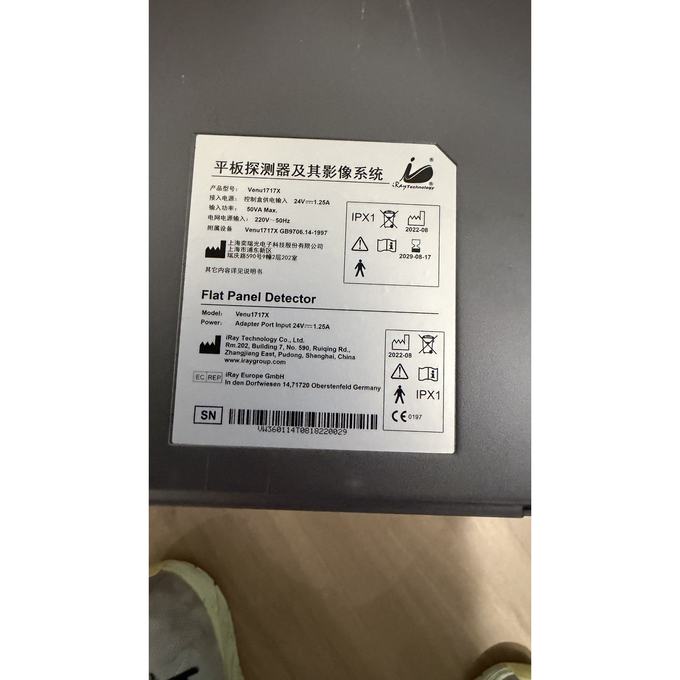 平板探测器及其影像系统
iRay Technology
®
产品型号: Venu1717X
接入电源: 控制盒供电输入 24V⎓1.25A
输入功率: 50VA Max.
电网电源输入: 220V～50Hz
附属设备 Venu1717X GB9706.14-1997
上海奕瑞光电子科技股份有限公司
上海市浦东新区
瑞庆路590号9幢2层202室
其它内容详见说明书
IPX1
2022-08
2029-08-17
Flat Panel Detector
Model: Venu1717X
Power: Adapter Port Input 24V⎓1.25A
iRay Technology Co., Ltd.
Rm.202, Building 7, No. 590, Ruiqing Rd.,
Zhangjiang East, Pudong, Shanghai, China
www.iraygroup.com
EC REP
iRay Europe GmbH
In den Dorfwiesen 14,71720 Oberstenfeld Germany
2022-08
IPX1
CE 0197
SN
VW360114T0818220029